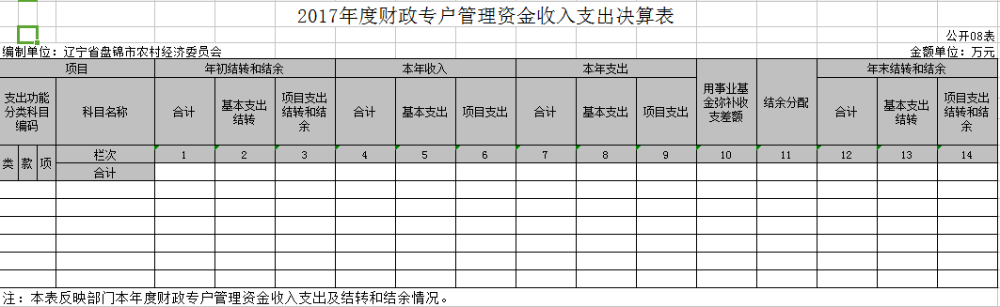 2017年度财政专户管理资金收入支出决算表
公开08表
编制单位：辽宁省盘锦市农村经济委员会 金额单位：万元
项目 年初结转和结余 本年收入 本年支出 用事业基金弥补收支差额 结余分配 年末结转和结余
支出功能分类科目编码 科目名称 合计 基本支出结转 项目支出结转和结余 合计 基本支出 项目支出 合计 基本支出 项目支出 合计 基本支出结转 项目支出结转和结余
类 款 项 栏次 1 2 3 4 5 6 7 8 9 10 11 12 13 14
合计
注：本表反映部门本年度财政专户管理资金收入支出及结转和结余情况。